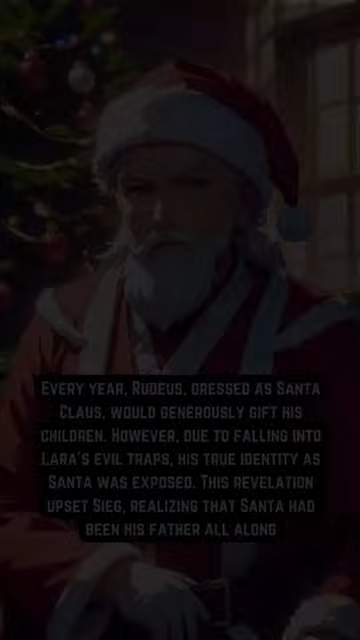 Every year, Rudeus, dressed as Santa
Claus, would generously gift his
children. However, due to falling into
Lara's evil traps, his true identity as
Santa was exposed. This revelation
upset Sieg, realizing that Santa had
been his father all along